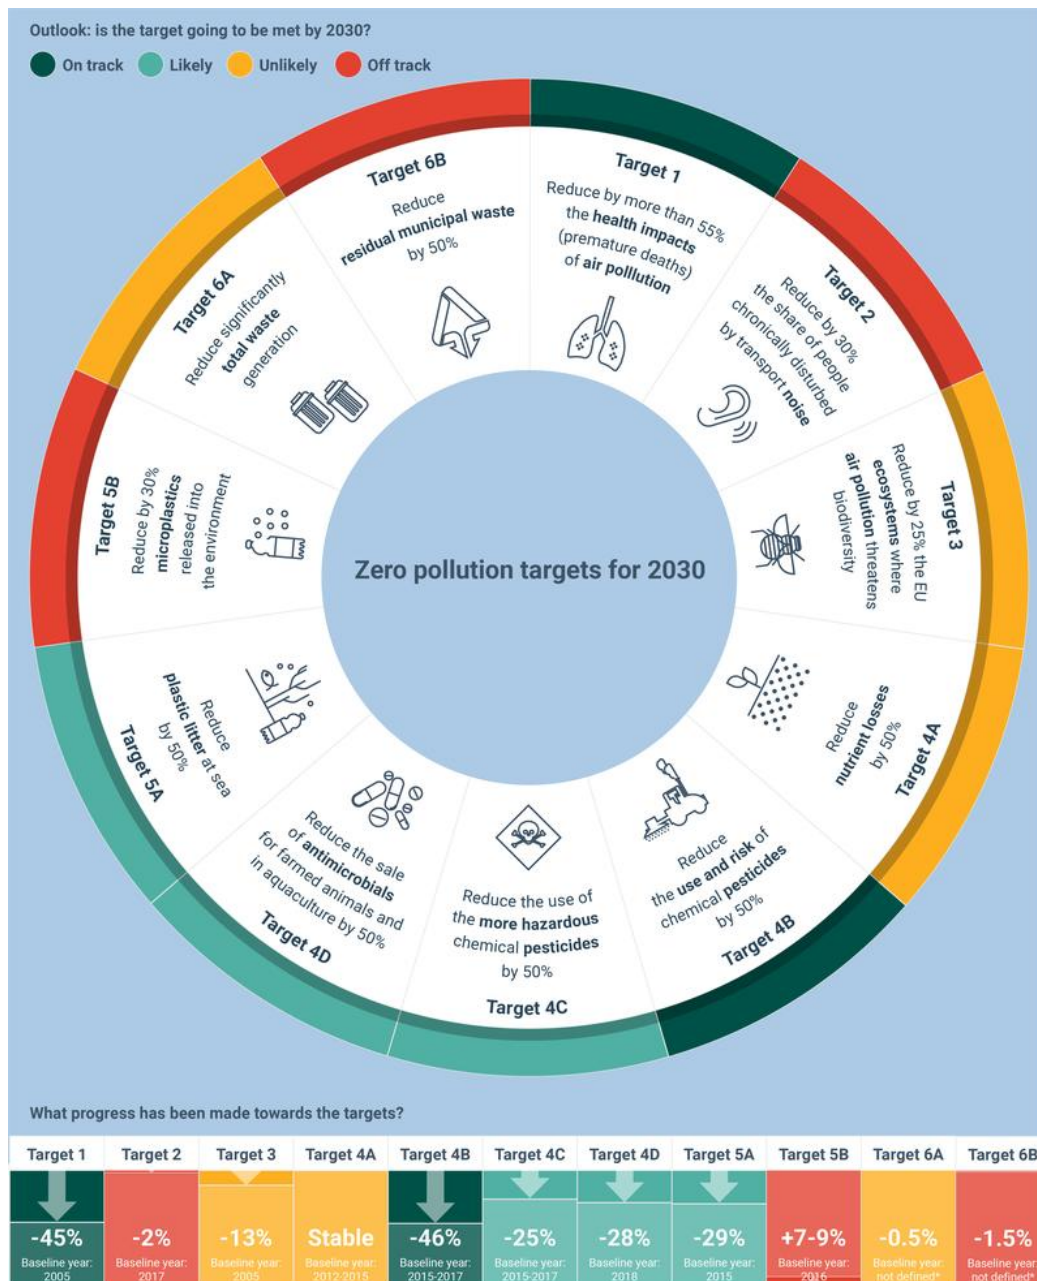 Outlook: is the target going to be met by 2030?
On track
Likely
Unlikely
Off track
Target 1
Reduce by more than 55%
the health impacts
(premature deaths)
of air polllution
Target 2
Reduce by 30%
the share of people
chronically disturbed
by transport noise
Target 3
Reduce by 25% the EU
ecosystems where
air pollution threatens
biodiversity
Target 4A
Reduce
nutrient losses
by 50%
Target 4B
Reduce
the use and risk of
chemical pesticides
by 50%
Target 4C
Reduce the use of
the more hazardous
chemical pesticides
by 50%
Target 4D
Reduce the sale
of antimicrobials
for farmed animals and
in aquaculture by 50%
Target 5A
Reduce
plastic litter at sea
by 50%
Target 5B
Reduce by 30%
microplastics
released into
the environment
Target 6A
Reduce significantly
total waste
generation
Target 6B
Reduce
residual municipal waste
by 50%
Zero pollution targets for 2030
What progress has been made towards the targets?
Target 1
-45%
Baseline year:
2005
Target 2
-2%
Baseline year:
2017
Target 3
-13%
Baseline year:
2005
Target 4A
Stable
Baseline year:
2012-2015
Target 4B
-46%
Baseline year:
2015-2017
Target 4C
-25%
Baseline year:
2015-2017
Target 4D
-28%
Baseline year:
2018
Target 5A
-29%
Baseline year:
2015
Target 5B
+7-9%
Baseline year:
2016
Target 6A
-0.5%
Baseline year:
not defined*
Target 6B
-1.5%
Baseline year:
not defined*